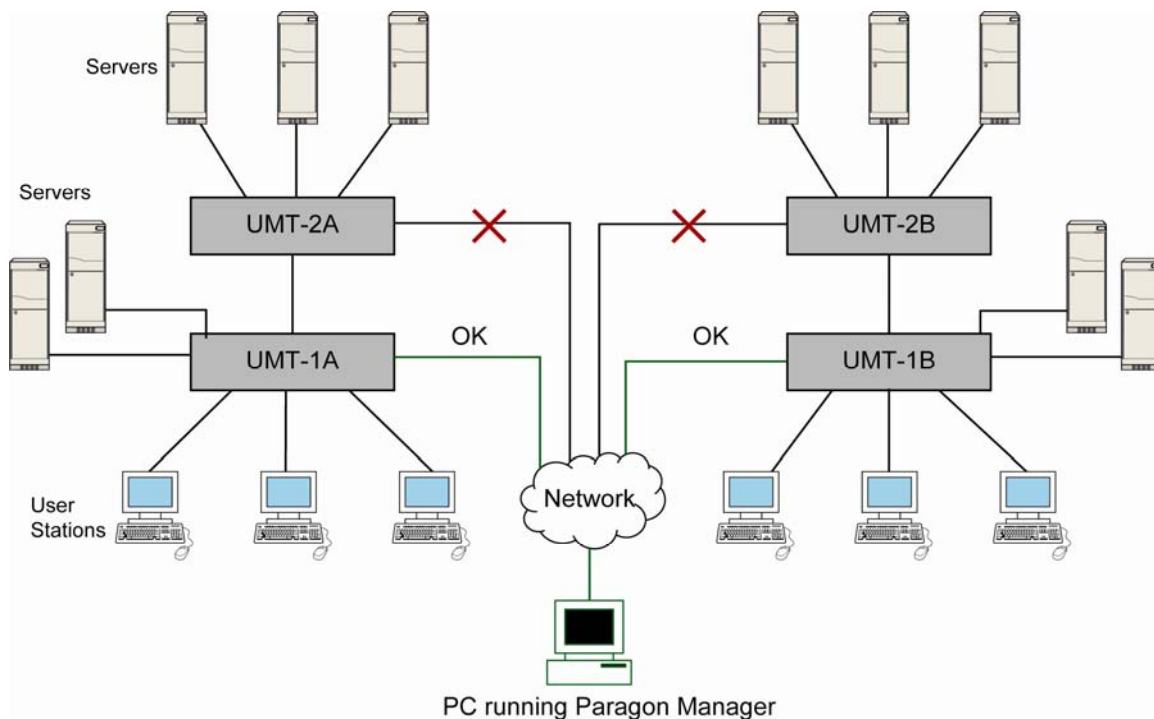 Servers
Servers
UMT-2A
UMT-2B
OK
OK
UMT-1A
UMT-1B
User
Stations
Network
PC running Paragon Manager